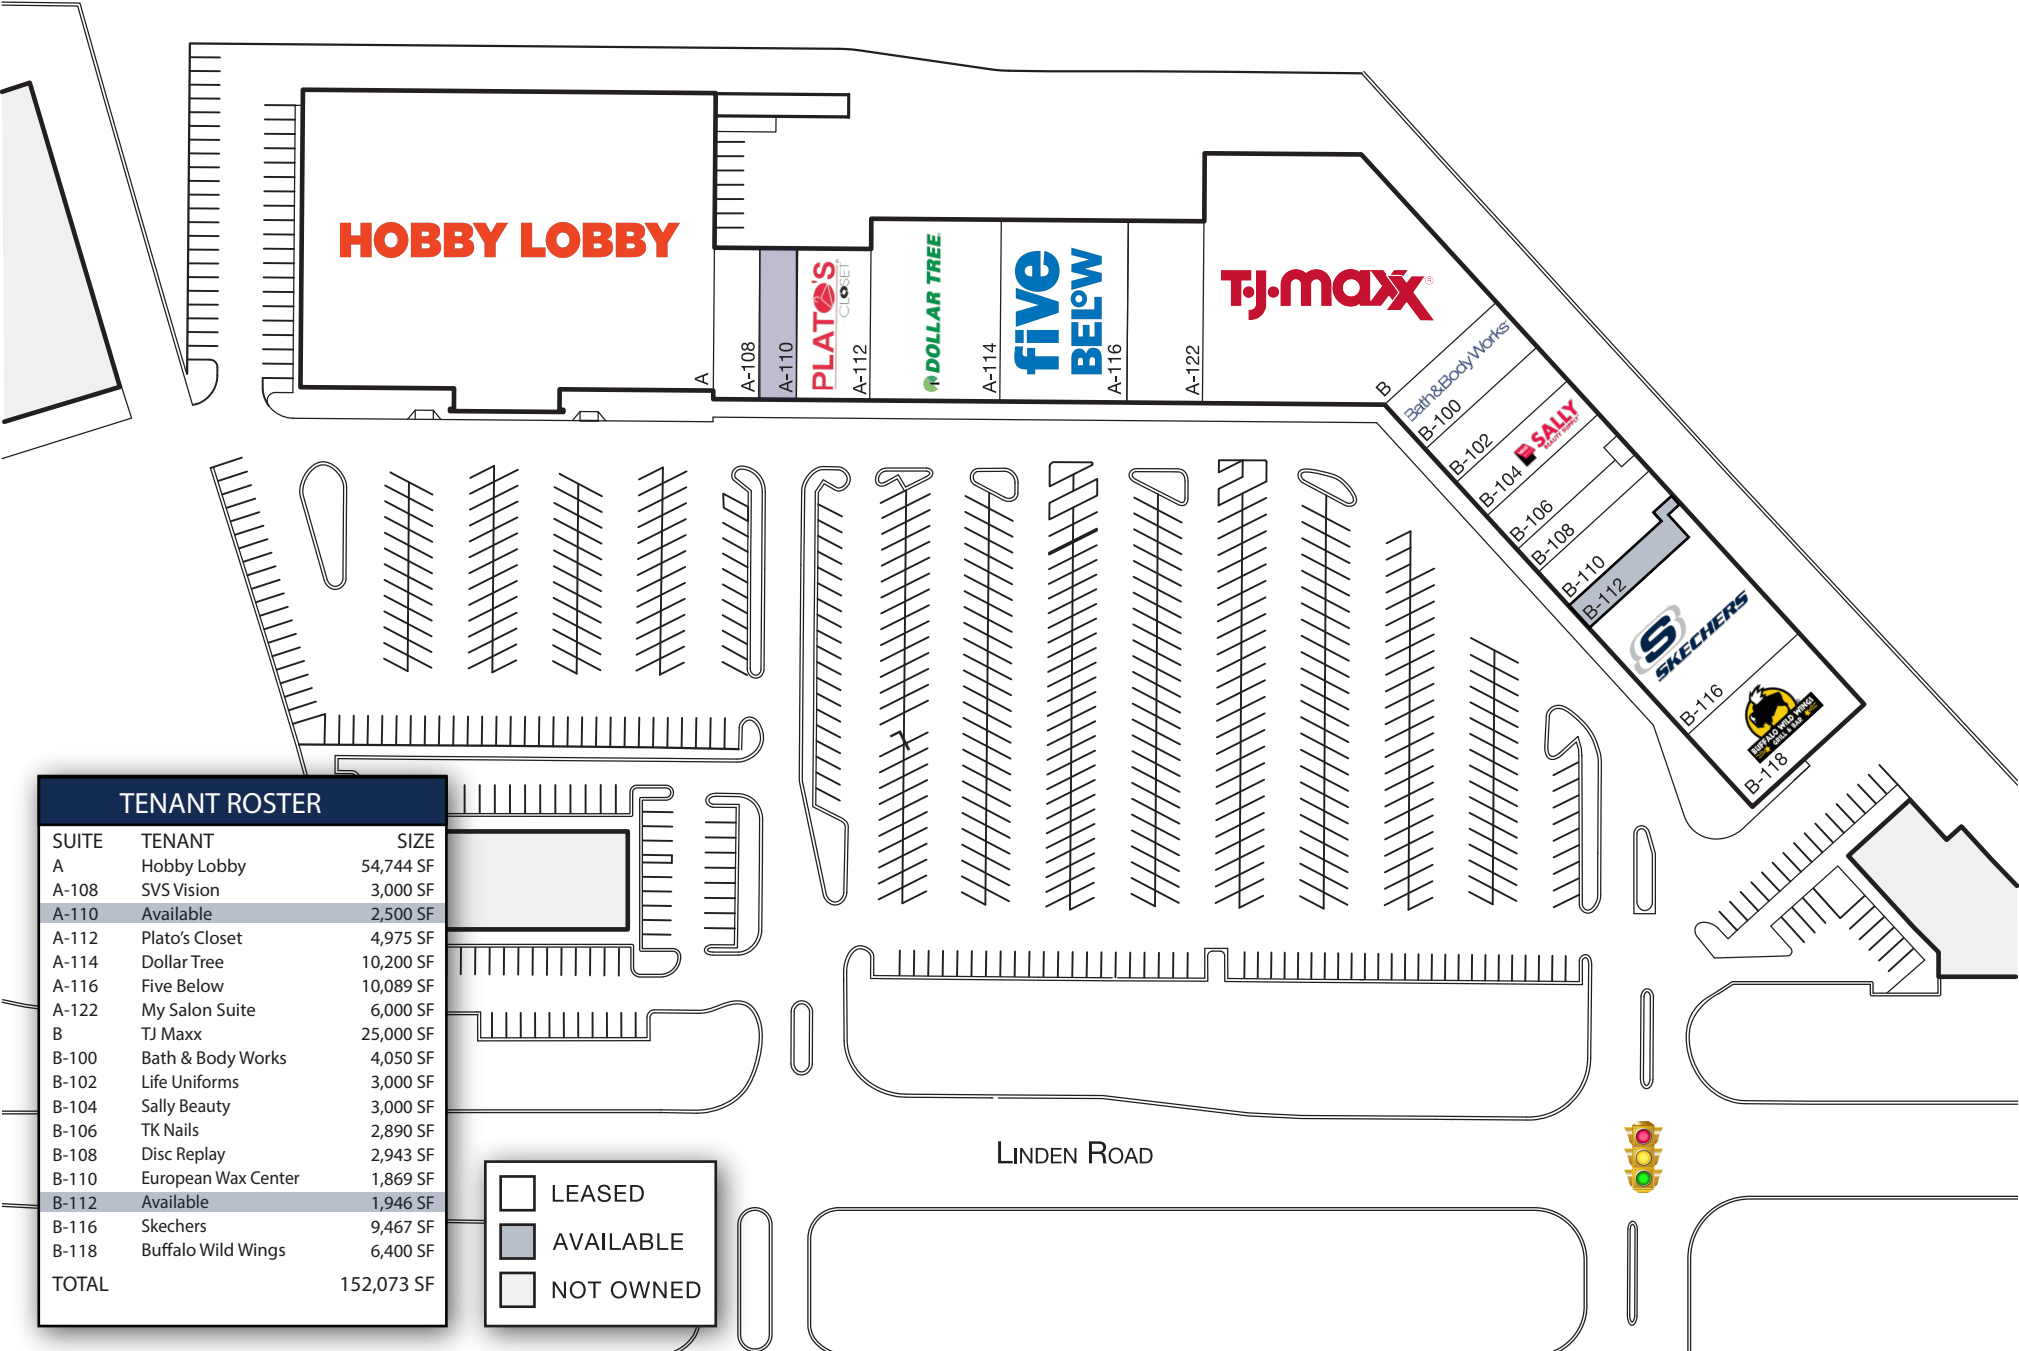 HOBBY LOBBY
A
A-108
A-110
PLATO'S
CLOSET
A-112
DOLLAR TREE
A-114
five
BELOW
A-116
A-122
T·J·maxx®
B
Bath&BodyWorks
B-100
B-102
SALLY
BEAUTY SUPPLY
B-104
B-106
B-108
B-110
B-112
S
SKECHERS
B-116
BUFFALO WILD WINGS
GRILL & BAR
B-118
TENANT ROSTER
SUITE TENANT SIZE
A Hobby Lobby 54,744 SF
A-108 SVS Vision 3,000 SF
A-110 Available 2,500 SF
A-112 Plato's Closet 4,975 SF
A-114 Dollar Tree 10,200 SF
A-116 Five Below 10,089 SF
A-122 My Salon Suite 6,000 SF
B TJ Maxx 25,000 SF
B-100 Bath & Body Works 4,050 SF
B-102 Life Uniforms 3,000 SF
B-104 Sally Beauty 3,000 SF
B-106 TK Nails 2,890 SF
B-108 Disc Replay 2,943 SF
B-110 European Wax Center 1,869 SF
B-112 Available 1,946 SF
B-116 Skechers 9,467 SF
B-118 Buffalo Wild Wings 6,400 SF
TOTAL 152,073 SF
LEASED
AVAILABLE
NOT OWNED
LINDEN ROAD